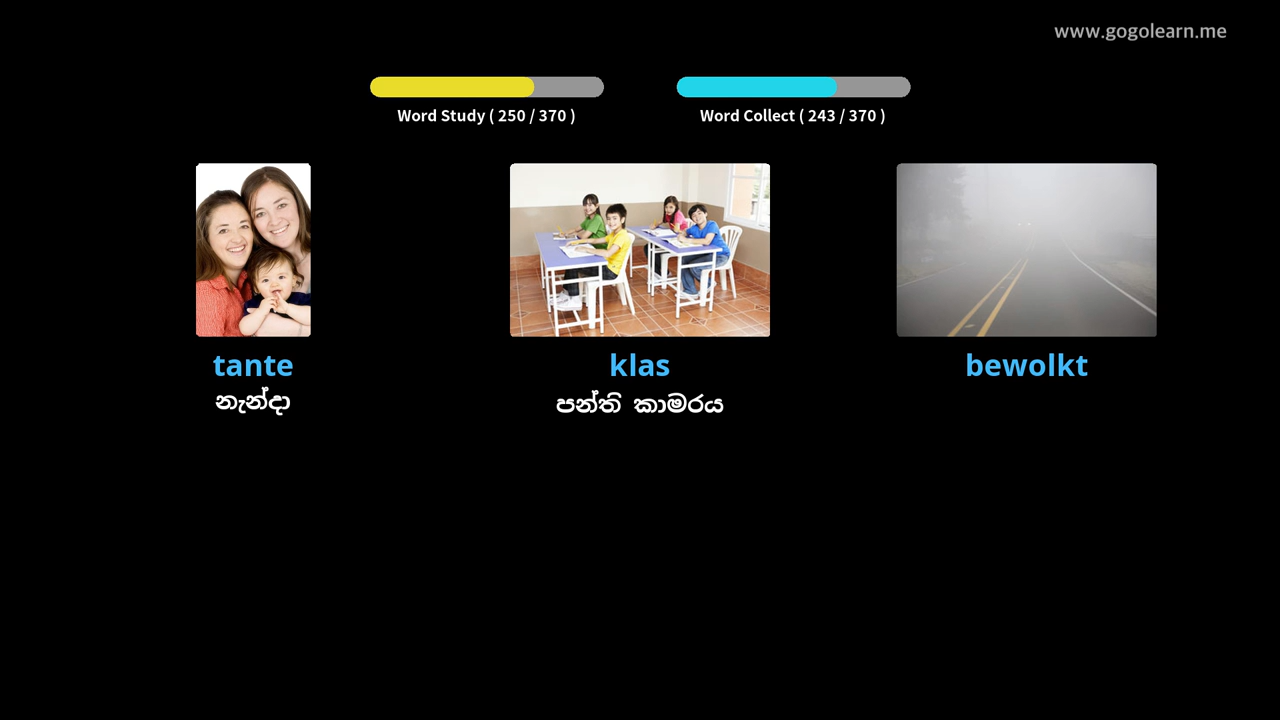 www.gogolearn.me
Word Study ( 250 / 370 )
Word Collect ( 243 / 370 )
tante
නැන්දා
klas
පන්ති කාමරය
bewolkt